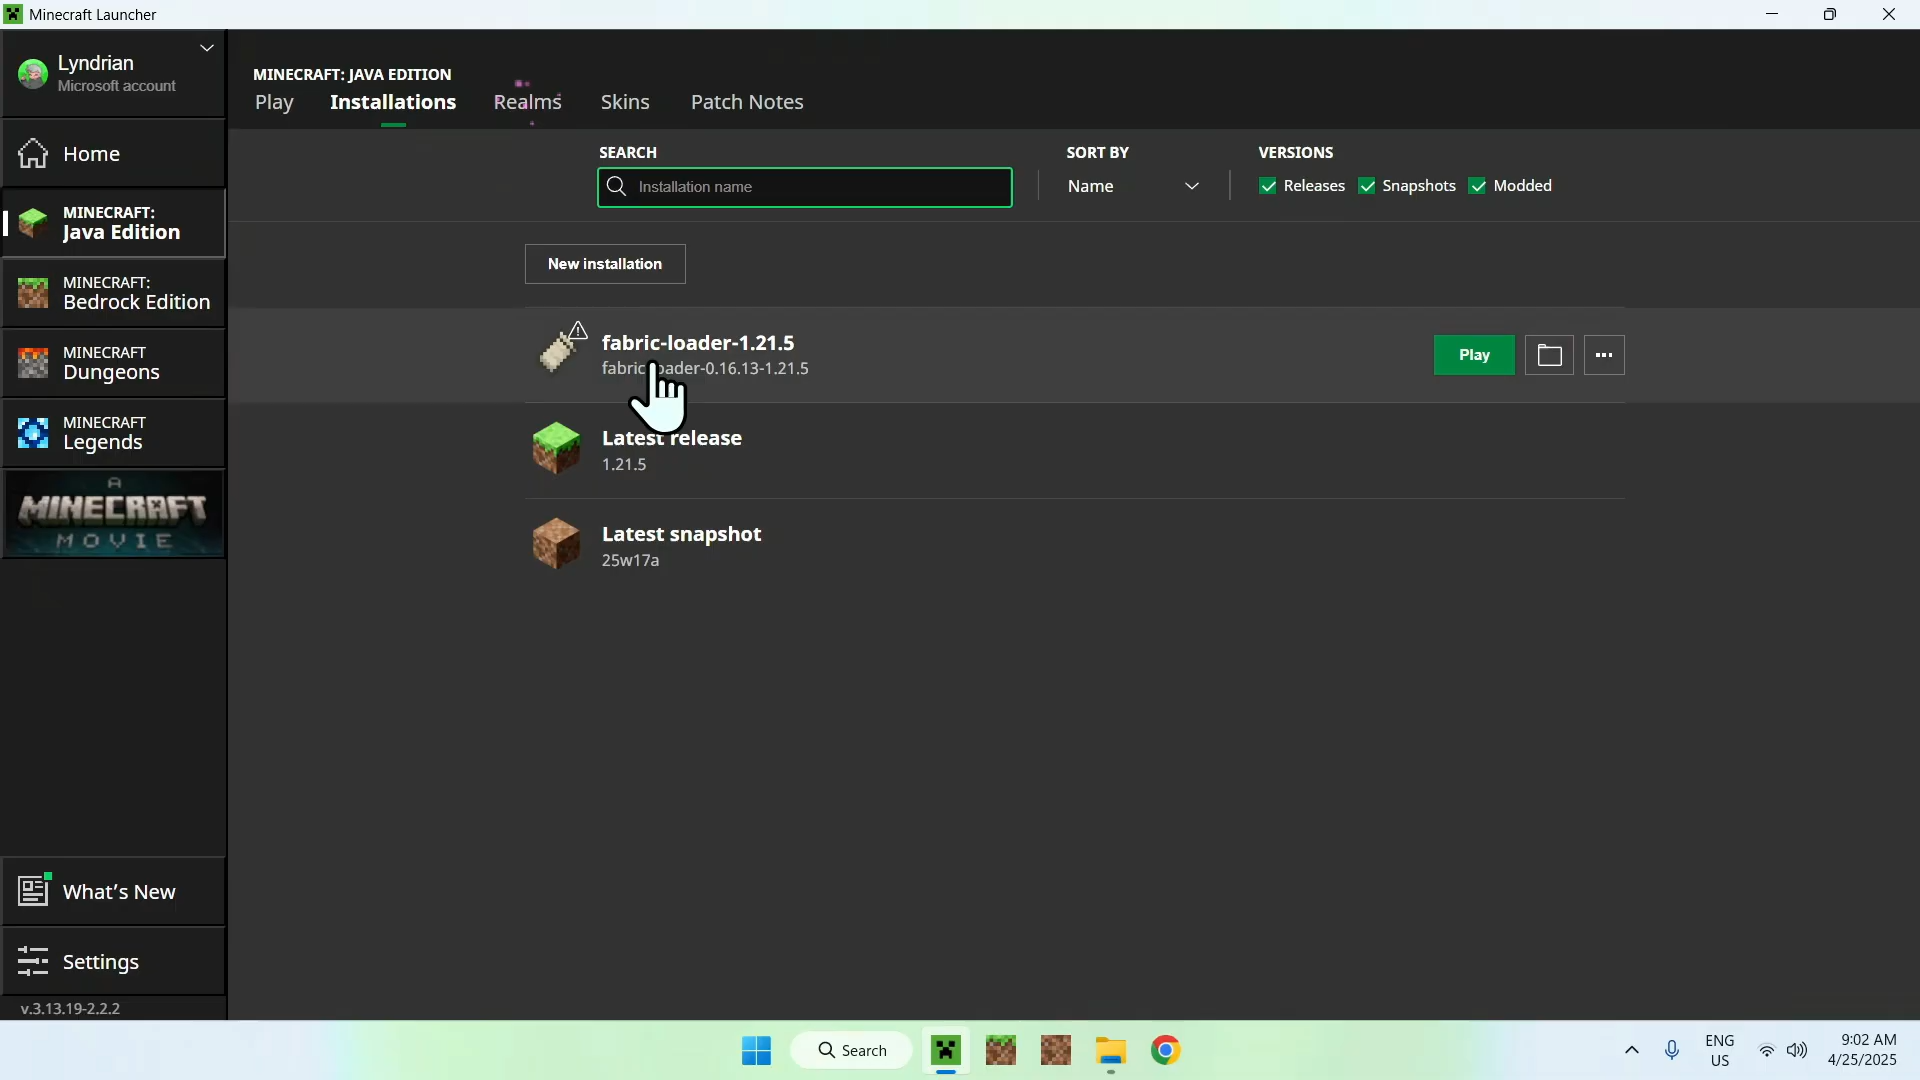 Minecraft Launcher
Lyndrian
Microsoft account
Home
MINECRAFT:
Java Edition
MINECRAFT:
Bedrock Edition
MINECRAFT
Dungeons
MINECRAFT
Legends
A
MINECRAFT
MOVIE
What's New
Settings
v.3.13.19-2.2.2
MINECRAFT: JAVA EDITION
Play Installations Realms Skins Patch Notes
SEARCH
Installation name
SORT BY
Name
VERSIONS
Releases Snapshots Modded
New installation
fabric-loader-1.21.5
fabric-loader-0.16.13-1.21.5
Play
Latest release
1.21.5
Latest snapshot
25w17a
Search
ENG
US
9:02 AM
4/25/2025